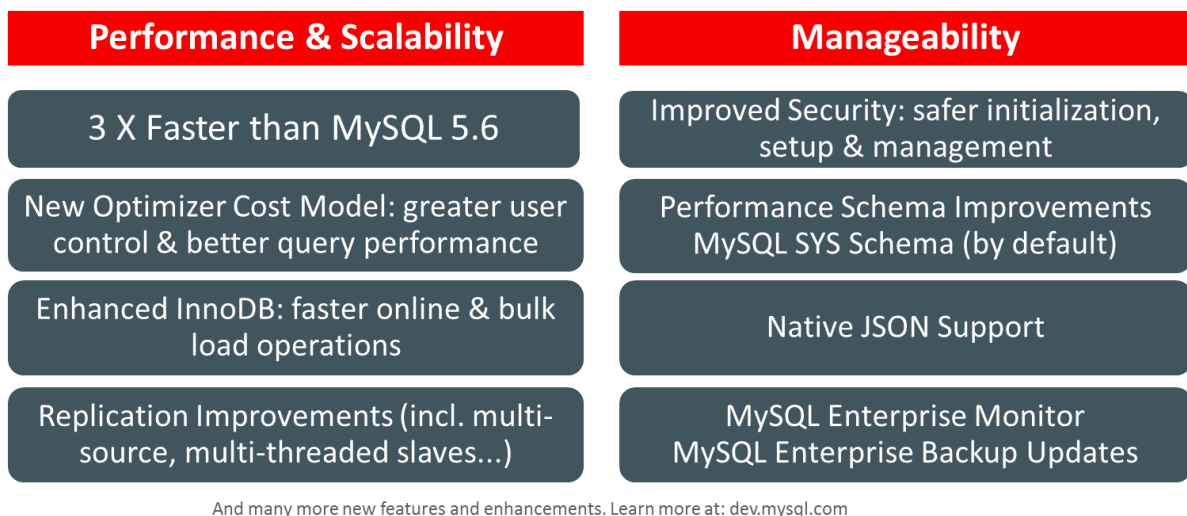 Performance & Scalability
3 X Faster than MySQL 5.6
New Optimizer Cost Model: greater user
control & better query performance
Enhanced InnoDB: faster online & bulk
load operations
Replication Improvements (incl. multi-
source, multi-threaded slaves...)
Manageability
Improved Security: safer initialization,
setup & management
Performance Schema Improvements
MySQL SYS Schema (by default)
Native JSON Support
MySQL Enterprise Monitor
MySQL Enterprise Backup Updates
And many more new features and enhancements. Learn more at: dev.mysql.com